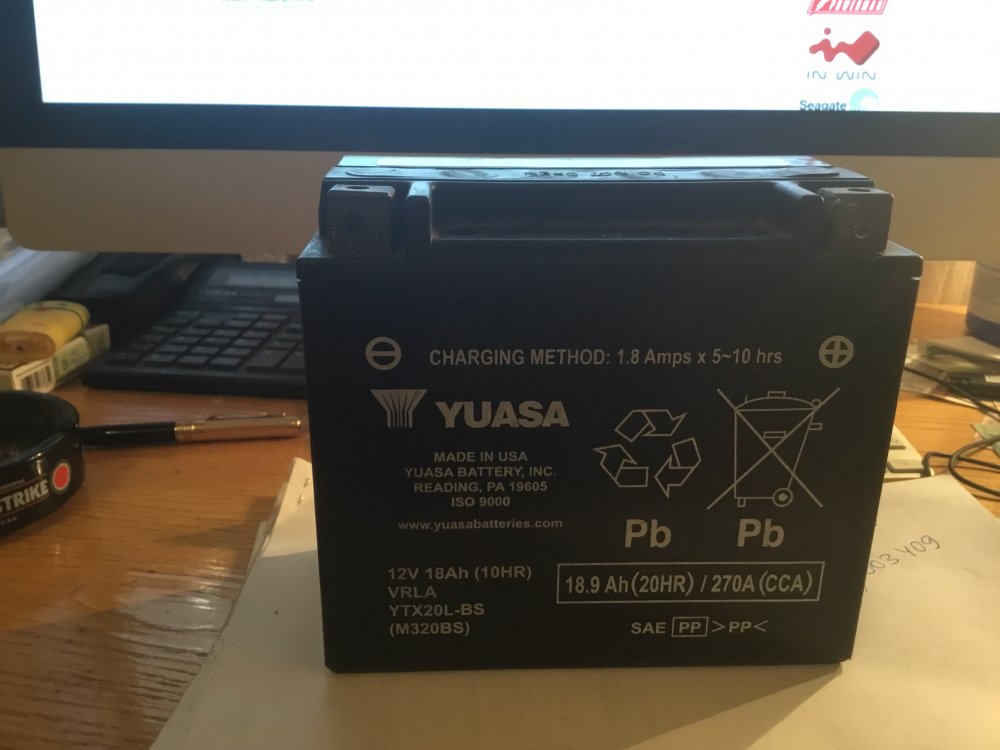 IN WIN
Seagate
CHARGING METHOD: 1.8 Amps x 5~10 hrs
YUASA
MADE IN USA
YUASA BATTERY, INC.
READING, PA 19605
ISO 9000
www.yuasabatteries.com
Pb
Pb
12V 18Ah (10HR)
VRLA
YTX20L-BS
(M320BS)
18.9 Ah (20HR) / 270A (CCA)
SAE PP >PP<
STRIKE
003409